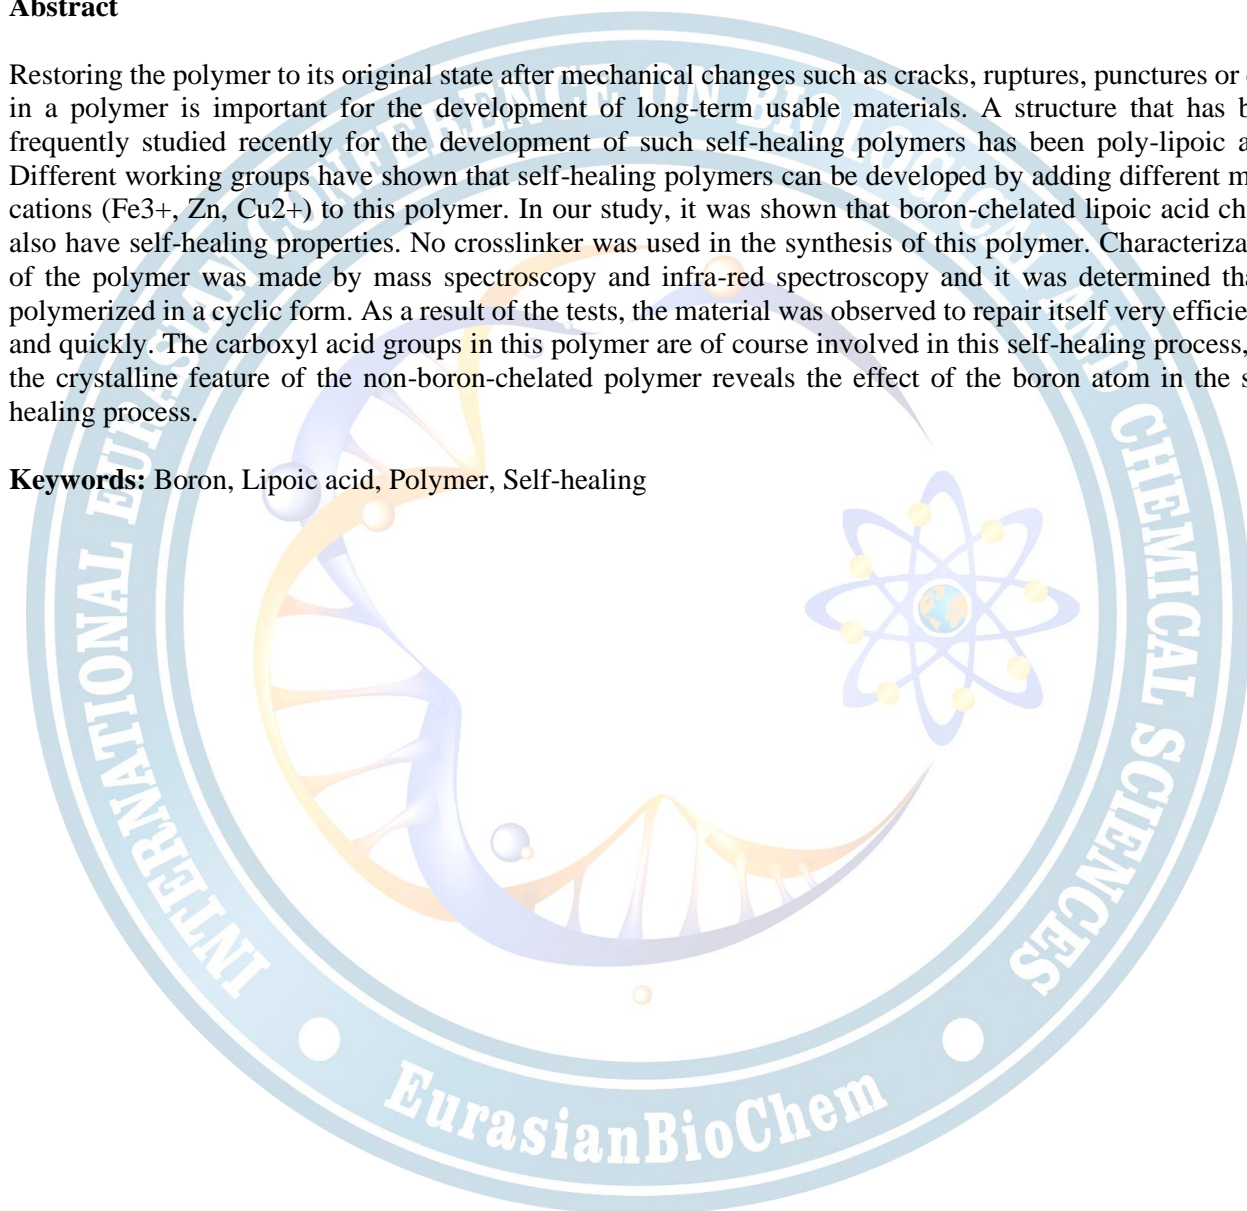 Abstract
Restoring the polymer to its original state after mechanical changes such as cracks, ruptures, punctures or
in a polymer is important for the development of long-term usable materials. A structure that has
frequently studied recently for the development of such self-healing polymers has been poly-lipoic
Different working groups have shown that self-healing polymers can be developed by adding different
cations (Fe3+, Zn, Cu2+) to this polymer. In our study, it was shown that boron-chelated lipoic acid
also have self-healing properties. No crosslinker was used in the synthesis of this polymer.
of the polymer was made by mass spectroscopy and infra-red spectroscopy and it was determined
polymerized in a cyclic form. As a result of the tests, the material was observed to repair itself very
and quickly. The carboxyl acid groups in this polymer are of course involved in this self-healing process,
the crystalline feature of the non-boron-chelated polymer reveals the effect of the boron atom in the
healing process.
Keywords: Boron, Lipoic acid, Polymer, Self-healing
INTERNATIONAL EURASIAN CONFERENCE ON BIOLOGICAL AND CHEMICAL SCIENCES
EurasianBioChem